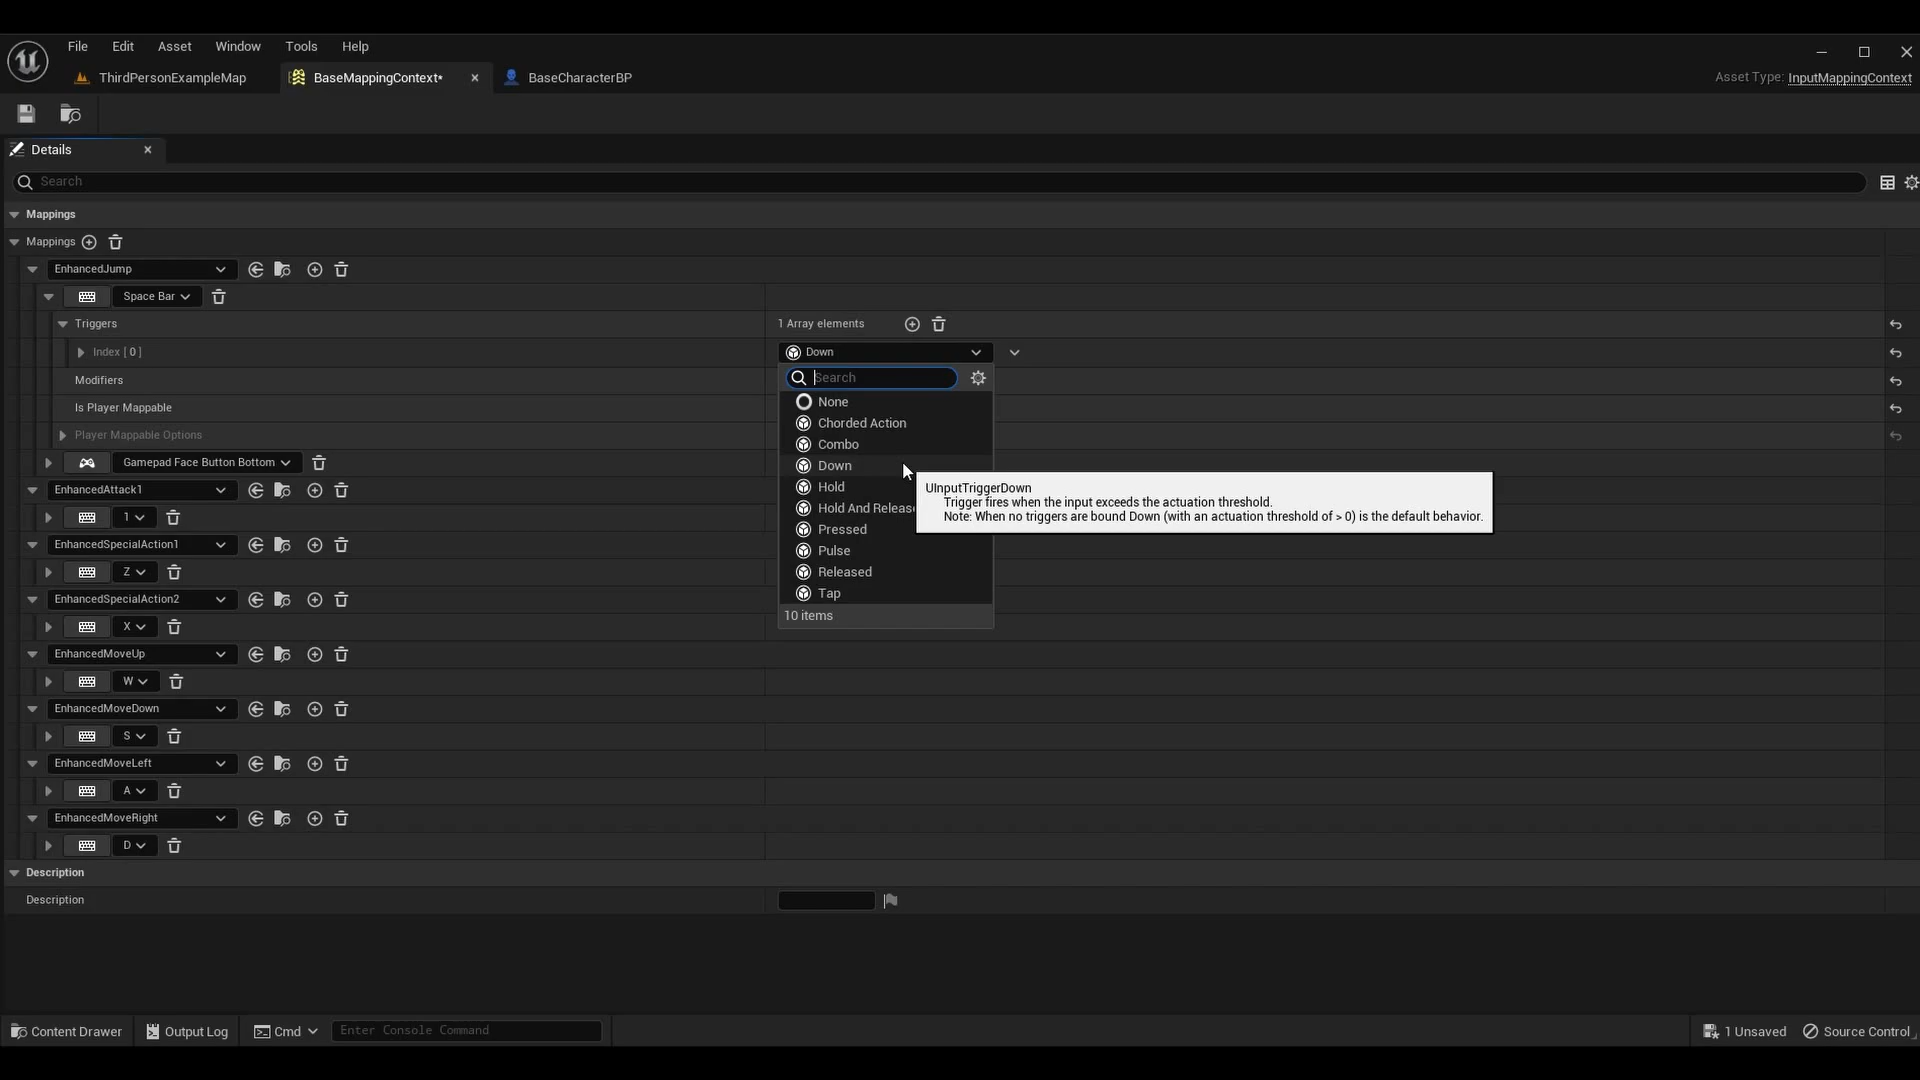 File Edit Asset Window Tools Help
ThirdPersonExampleMap BaseMappingContext* BaseCharacterBP
Asset Type: InputMappingContext
Details
Search
Mappings
Mappings
EnhancedJump
Space Bar
Triggers 1 Array elements
Index [ 0 ] Down
Search
Modifiers
Is Player Mappable
Player Mappable Options
None
Chorded Action
Combo
Down
Hold
Hold And Release
Pressed
Pulse
Released
Tap
10 items
UInputTriggerDown
Trigger fires when the input exceeds the actuation threshold.
Note: When no triggers are bound Down (with an actuation threshold of > 0) is the default behavior.
Gamepad Face Button Bottom
EnhancedAttack1
1
EnhancedSpecialAction1
Z
EnhancedSpecialAction2
X
EnhancedMoveUp
W
EnhancedMoveDown
S
EnhancedMoveLeft
A
EnhancedMoveRight
D
Description
Description
Content Drawer Output Log Cmd Enter Console Command 1 Unsaved Source Control